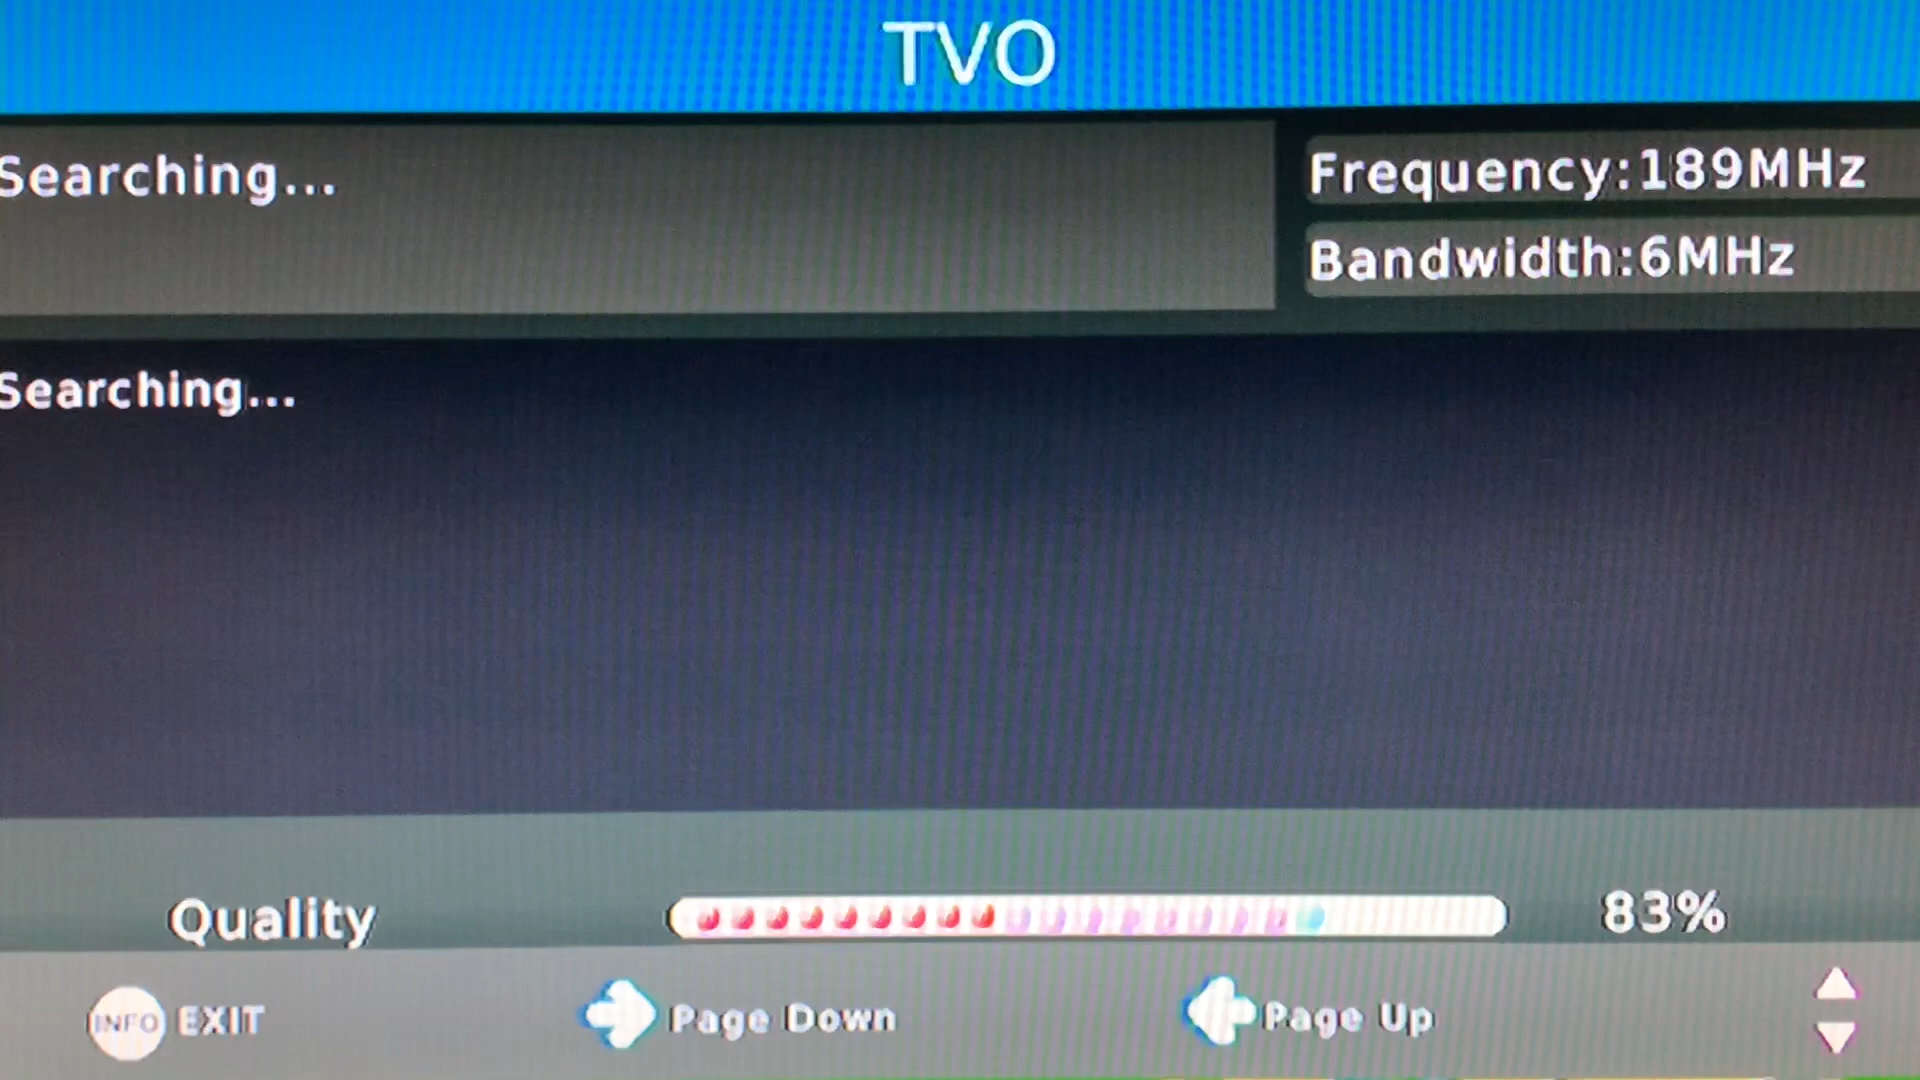 TVO
Searching...
Frequency:189MHz
Bandwidth:6MHz
Searching...
Quality
83%
INFO EXIT
Page Down
Page Up